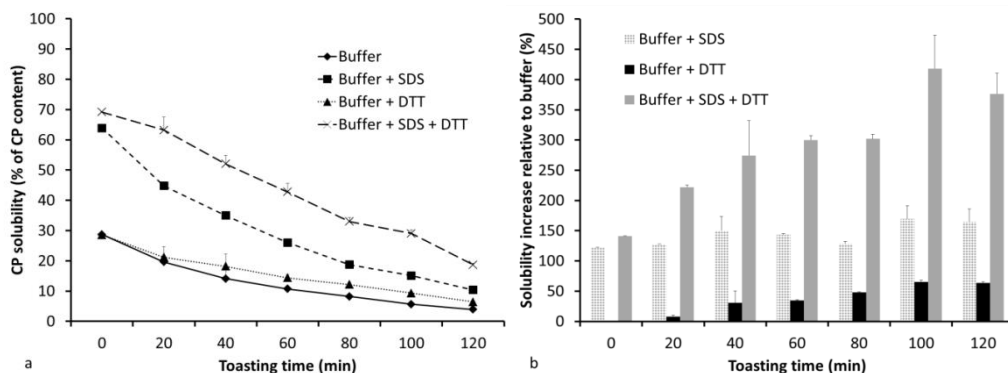 CP solubility (% of CP content)
100
90
80
70
60
50
40
30
20
10
0
Buffer
Buffer + SDS
Buffer + DTT
Buffer + SDS + DTT
0 20 40 60 80 100 120
a Toasting time (min)
Solubility increase relative to buffer (%)
500
450
400
350
300
250
200
150
100
50
0
Buffer + SDS
Buffer + DTT
Buffer + SDS + DTT
0 20 40 60 80 100 120
b Toasting time (min)